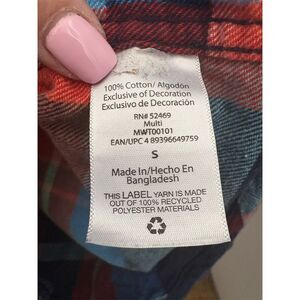 100% Cotton/ Algodón
Exclusive of Decoration
Exclusivo de Decoración
RN# 52469
Multi
MWT00101
EAN/UPC 4 89396649759
S
Made In/Hecho En
Bangladesh
THIS LABEL YARN IS MADE
OUT OF 100% RECYCLED
POLYESTER MATERIALS